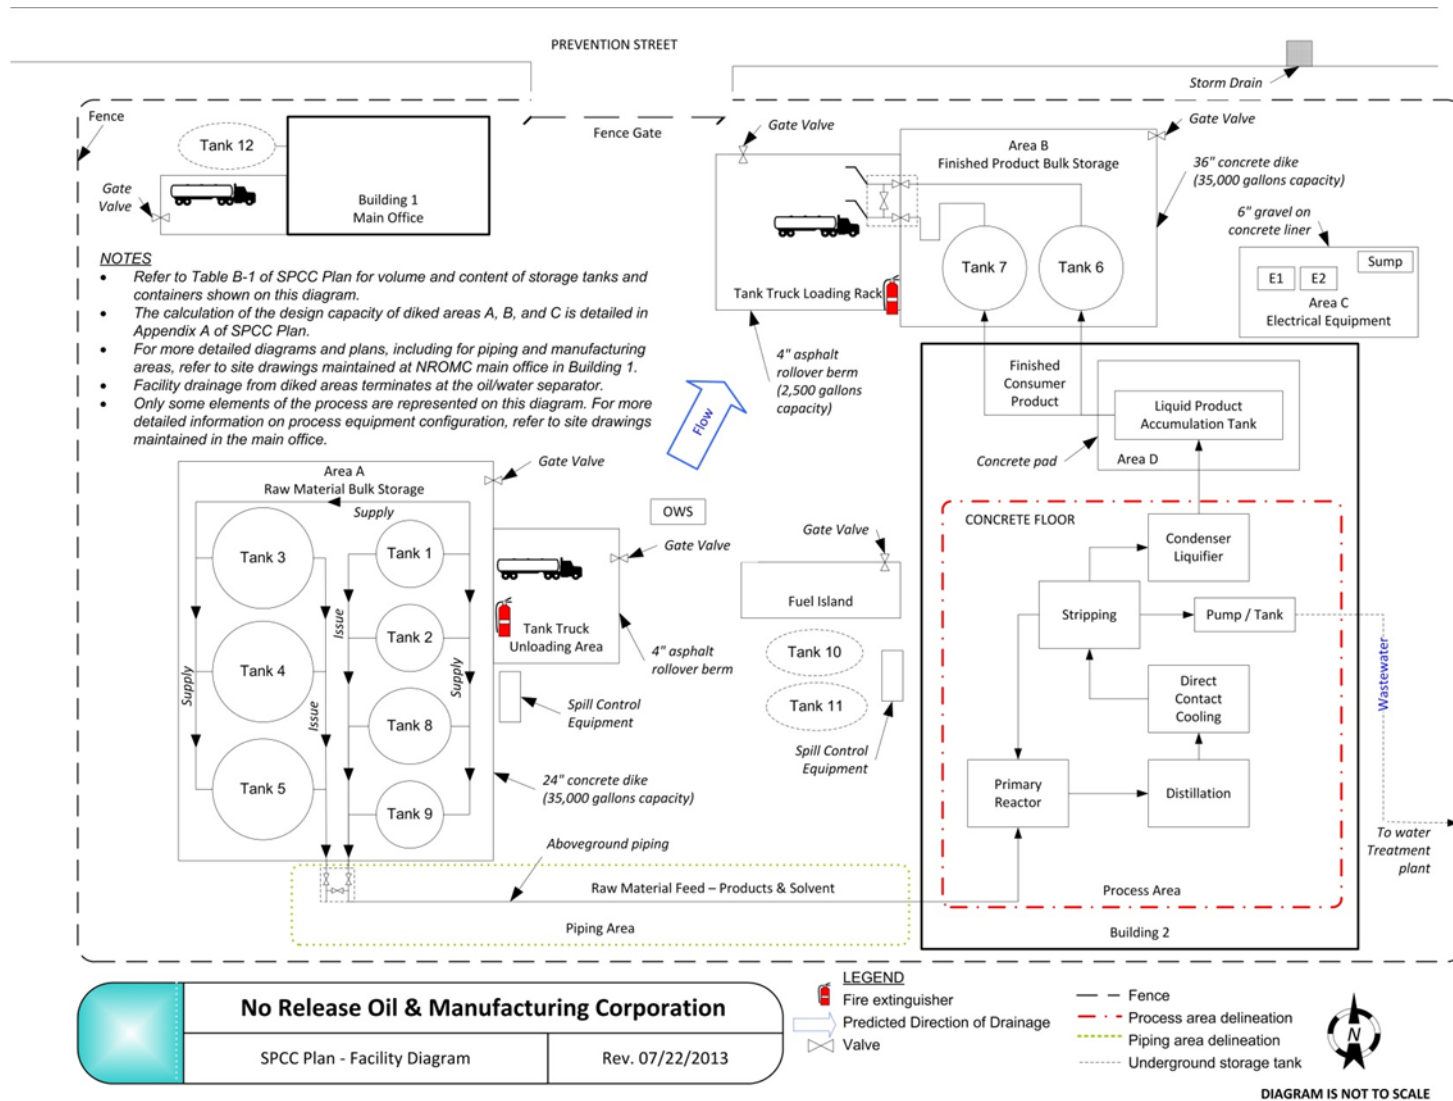 PREVENTION STREET
Storm Drain
Fence
Tank 12
Fence Gate
Gate Valve
Gate Valve
Area B
Finished Product Bulk Storage
36" concrete dike
(35,000 gallons capacity)
Gate
Valve
Building 1
Main Office
6" gravel on
concrete liner
Sump
E1
E2
Area C
Electrical Equipment
Tank 7
Tank 6
Tank Truck Loading Rack
NOTES
• Refer to Table B-1 of SPCC Plan for volume and content of storage tanks and
containers shown on this diagram.
• The calculation of the design capacity of diked areas A, B, and C is detailed in
Appendix A of SPCC Plan.
• For more detailed diagrams and plans, including for piping and manufacturing
areas, refer to site drawings maintained at NROMC main office in Building 1.
• Facility drainage from diked areas terminates at the oil/water separator.
• Only some elements of the process are represented on this diagram. For more
detailed information on process equipment configuration, refer to site drawings
maintained in the main office.
4" asphalt
rollover berm
(2,500 gallons
capacity)
Flow
Finished
Consumer
Product
Liquid Product
Accumulation Tank
Concrete pad
Area D
Area A
Raw Material Bulk Storage
Gate Valve
Supply
OWS
Tank 3
Tank 1
Gate Valve
Gate Valve
CONCRETE FLOOR
Condenser
Liquifier
Fuel Island
Stripping
Pump / Tank
Issue
Tank 2
Tank Truck
Unloading Area
4" asphalt
rollover berm
Tank 10
Tank 4
Supply
Supply
Wastewater
Direct
Contact
Cooling
Issue
Tank 8
Spill Control
Equipment
Tank 11
Spill Control
Equipment
Tank 5
Tank 9
24" concrete dike
(35,000 gallons capacity)
Primary
Reactor
Distillation
To water
Treatment
plant
Aboveground piping
Raw Material Feed – Products & Solvent
Process Area
Piping Area
Building 2
No Release Oil & Manufacturing Corporation
SPCC Plan - Facility Diagram
Rev. 07/22/2013
LEGEND
Fire extinguisher
Predicted Direction of Drainage
Valve
Fence
Process area delineation
Piping area delineation
Underground storage tank
N
DIAGRAM IS NOT TO SCALE